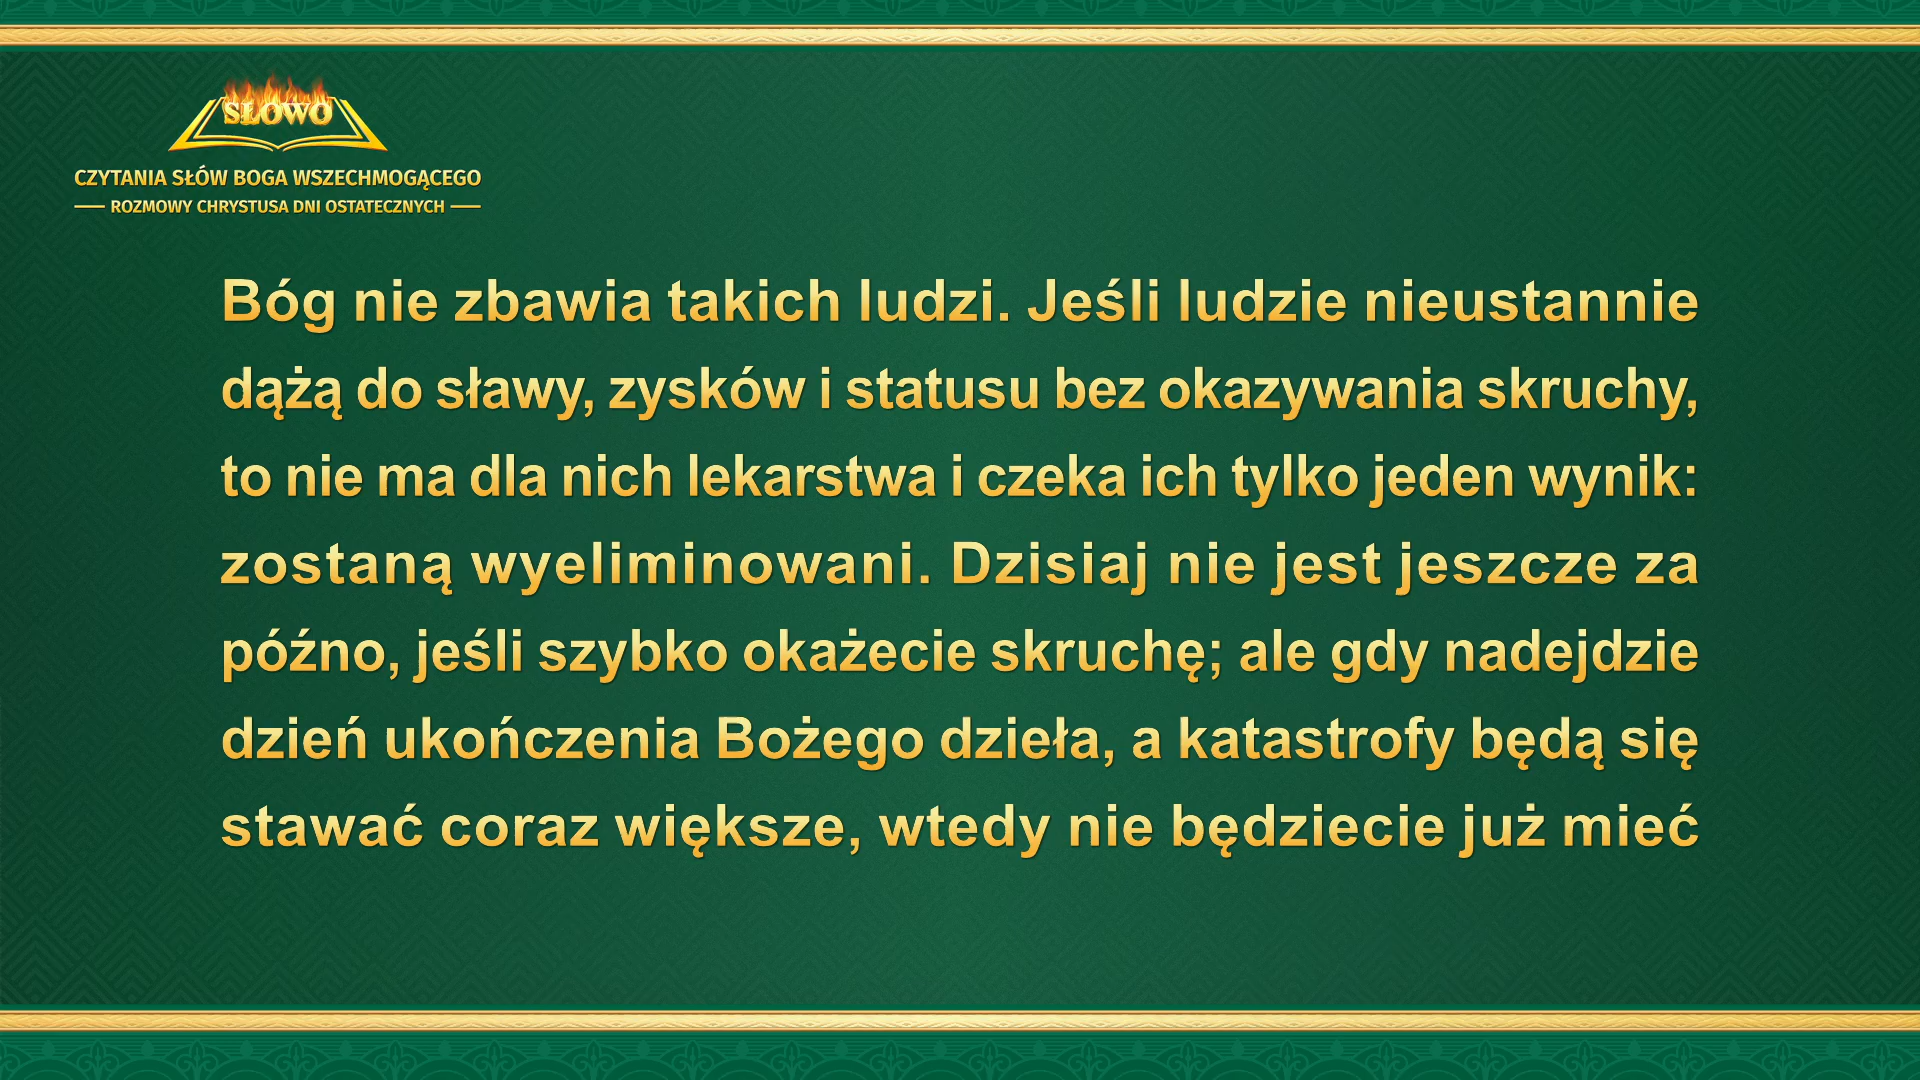 SŁOWO
CZYTANIA SŁÓW BOGA WSZECHMOGĄCEGO
ROZMOWY CHRYSTUSA DNI OSTATECZNYCH
Bóg nie zbawia takich ludzi. Jeśli ludzie nieustannie
dążą do sławy, zysków i statusu bez okazywania skruchy,
to nie ma dla nich lekarstwa i czeka ich tylko jeden wynik:
zostaną wyeliminowani. Dzisiaj nie jest jeszcze za
późno, jeśli szybko okażecie skruchę; ale gdy nadejdzie
dzień ukończenia Bożego dzieła, a katastrofy będą się
stawać coraz większe, wtedy nie będziecie już mieć